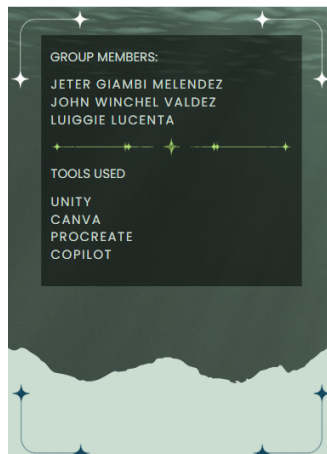 GROUP MEMBERS:
JETER GIAMBI MELENDEZ
JOHN WINCHEL VALDEZ
LUIGGIE LUCENTA
TOOLS USED
UNITY
CANVA
PROCREATE
COPILOT